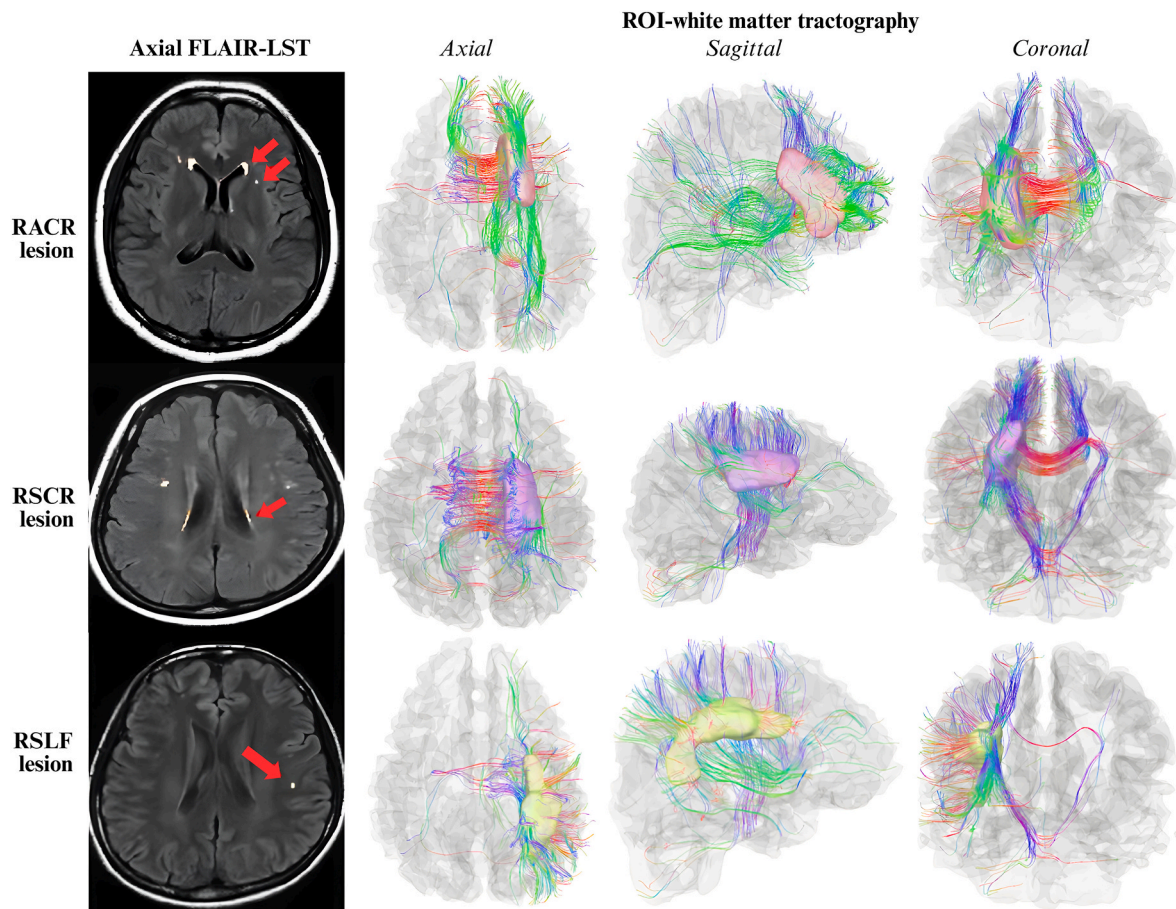 ROI-white matter tractography
Axial FLAIR-LST
Axial
Sagittal
Coronal
RACR
lesion
RSCR
lesion
RSLF
lesion